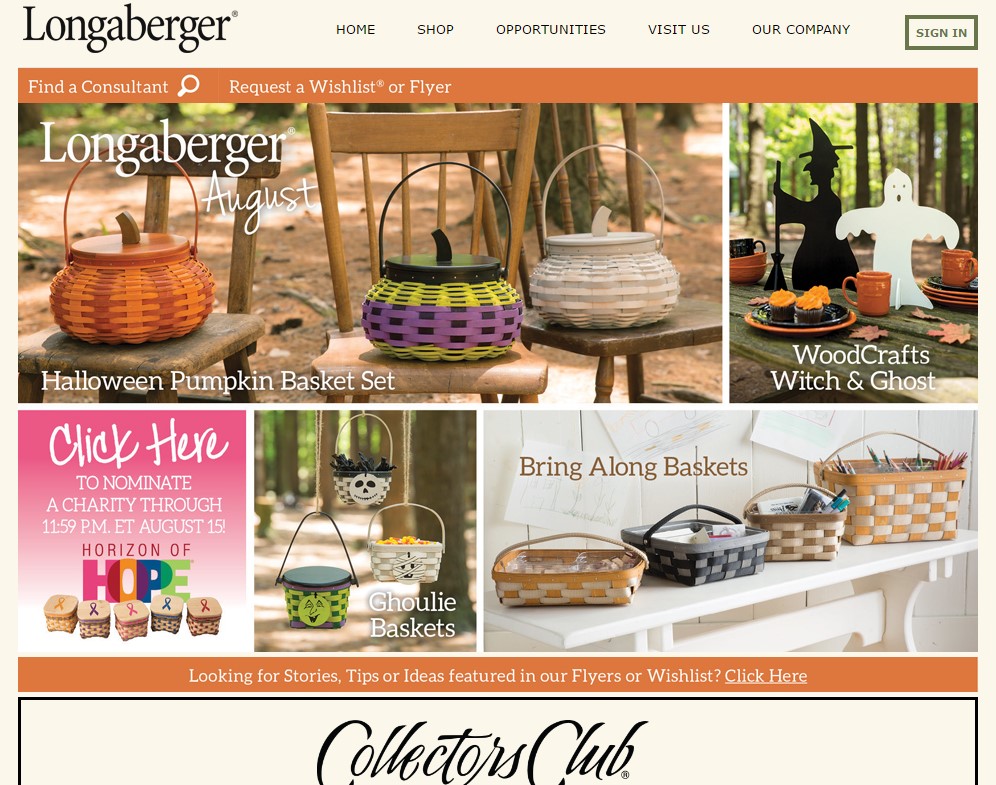 Longaberger®
HOME
SHOP
OPPORTUNITIES
VISIT US
OUR COMPANY
SIGN IN
Find a Consultant
Request a Wishlist® or Flyer
Longaberger®
August
Halloween Pumpkin Basket Set
WoodCrafts
Witch & Ghost
Click Here
TO NOMINATE
A CHARITY THROUGH
11:59 P.M. ET AUGUST 15!
HORIZON OF
HOPE
Ghoulie
Baskets
Bring Along Baskets
Looking for Stories, Tips or Ideas featured in our Flyers or Wishlist? Click Here
Collectors Club®